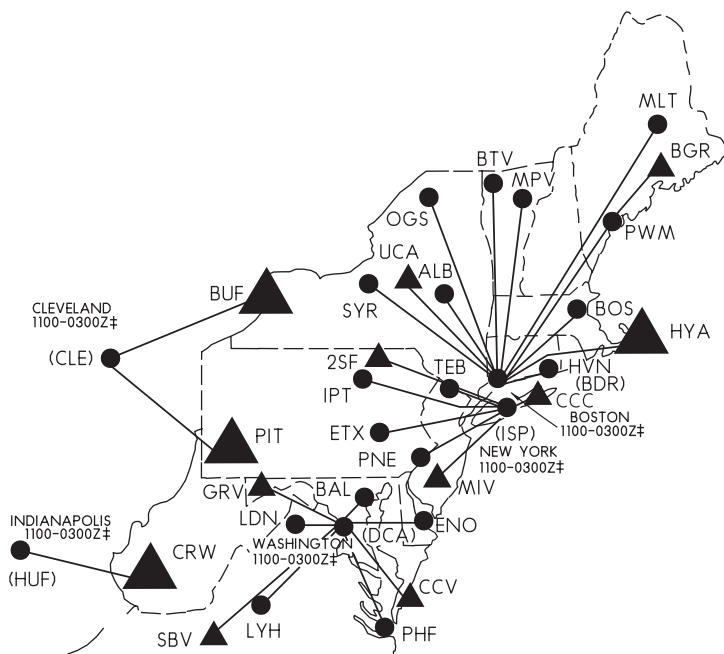 MLT
BGR
BTV
MPV
OGS
PWM
UCA
ALB
BUF
SYR
CLEVELAND
1100-0300Z‡
BOS
HYA
(CLE)
2SF
TEB
HVN
(BDR)
IPT
CCC
BOSTON
1100-0300Z‡
ETX
(ISP)
PIT
NEW YORK
1100-0300Z‡
PNE
GRV
BAL
MIV
LDN
INDIANAPOLIS
1100-0300Z‡
(DCA)
ENO
WASHINGTON
1100-0300Z‡
CRW
(HUF)
CCV
SBV
LYH
PHF